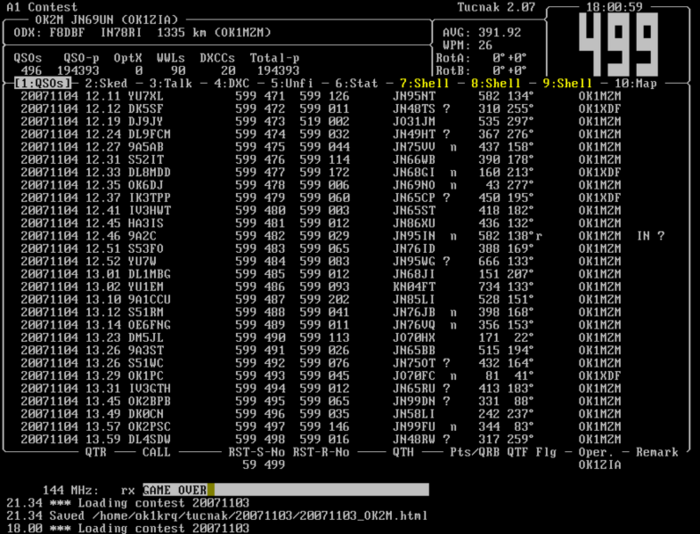 A1 Contest Tucnak 2.07 18:00:59
OK2M JN69UN (OK1ZIA)
ODX: F8DBF IN78RI 1335 km (OK1MZM) AVG: 391.92 499
WPM: 26
QSOs QSO-p OptX WWLs DXCCs Total-p RotA: 0°+0°
496 194393 0 90 20 194393 RotB: 0°+0°
[1:QSOs] - 2:Sked - 3:Talk - 4:DXC - 5:Unfi - 6:Stat - 7:Shell - 8:Shell - 9:Shell - 10:Map
20071104 12.11 YU7XL 599 471 599 126 JN95NT 582 134° OK1MZM
20071104 12.12 DK5SF 599 472 599 011 JN48TS ? 310 255° OK1XDF
20071104 12.19 DJ9JY 599 473 519 002 JO31JM 535 297° OK1MZM
20071104 12.24 DL9FCM 599 474 599 032 JN49HT ? 367 276° OK1MZM
20071104 12.27 9A5AB 599 475 599 044 JN75VV n 437 158° OK1MZM
20071104 12.31 S52IT 599 476 599 114 JN66WB 390 178° OK1MZM
20071104 12.33 DL8MDD 599 477 599 172 JN68GI n 160 213° OK1XDF
20071104 12.35 OK6DJ 599 478 599 006 JN69NO n 43 277° OK1MZM
20071104 12.37 IK3TPP 599 479 599 060 JN65CP ? 450 195° OK1XDF
20071104 12.41 IV3HWT 599 480 599 003 JN65ST 418 182° OK1MZM
20071104 12.45 HA3IS 599 481 599 012 JN86XU 436 132° OK1MZM
20071104 12.46 9A2C 599 482 599 029 JN95IN n 582 138°r OK1MZM IN ?
20071104 12.51 S53FO 599 483 599 065 JN76ID 388 169° OK1MZM
20071104 12.52 YU7W 599 484 599 083 JN95WG ? 666 133° OK1MZM
20071104 13.01 DL1MBG 599 485 599 012 JN68JI 151 207° OK1MZM
20071104 13.02 YU1EM 599 486 599 093 KN04FT 734 133° OK1MZM
20071104 13.10 9A1CCU 599 487 599 202 JN85LI 528 151° OK1MZM
20071104 13.12 S51RM 599 488 599 041 JN76JB n 398 168° OK1MZM
20071104 13.14 OE6FNG 599 489 599 011 JN76VQ n 356 153° OK1MZM
20071104 13.23 DM5JL 599 490 599 113 JO70HX 171 22° OK1MZM
20071104 13.26 9A3ST 599 491 599 026 JN65BB 515 194° OK1MZM
20071104 13.26 S51WC 599 492 599 076 JN75OT ? 432 164° OK1MZM
20071104 13.29 OK1PC 599 493 599 045 JO70FC n 81 41° OK1XDF
20071104 13.31 IV3GTH 599 494 599 012 JN65RU ? 413 183° OK1MZM
20071104 13.45 OK2BPB 599 495 599 065 JN99DN ? 331 88° OK1MZM
20071104 13.49 DK0CN 599 496 599 035 JN58LI 242 237° OK1MZM
20071104 13.57 OK2PSC 599 497 599 146 JN99FU n 344 83° OK1MZM
20071104 13.59 DL4SDW 599 498 599 016 JN48RW ? 317 259° OK1MZM
QTR - CALL RST-S-No RST-R-No QTH - Pts/QRB QTF Flg - Oper. - Remark
59 499 OK1ZIA
144 MHz: rx GAME OVER
21.34 *** Loading contest 20071103
21.34 Saved /home/ok1krq/tucnak/20071103/20071103_OK2M.html
18.00 *** Loading contest 20071103